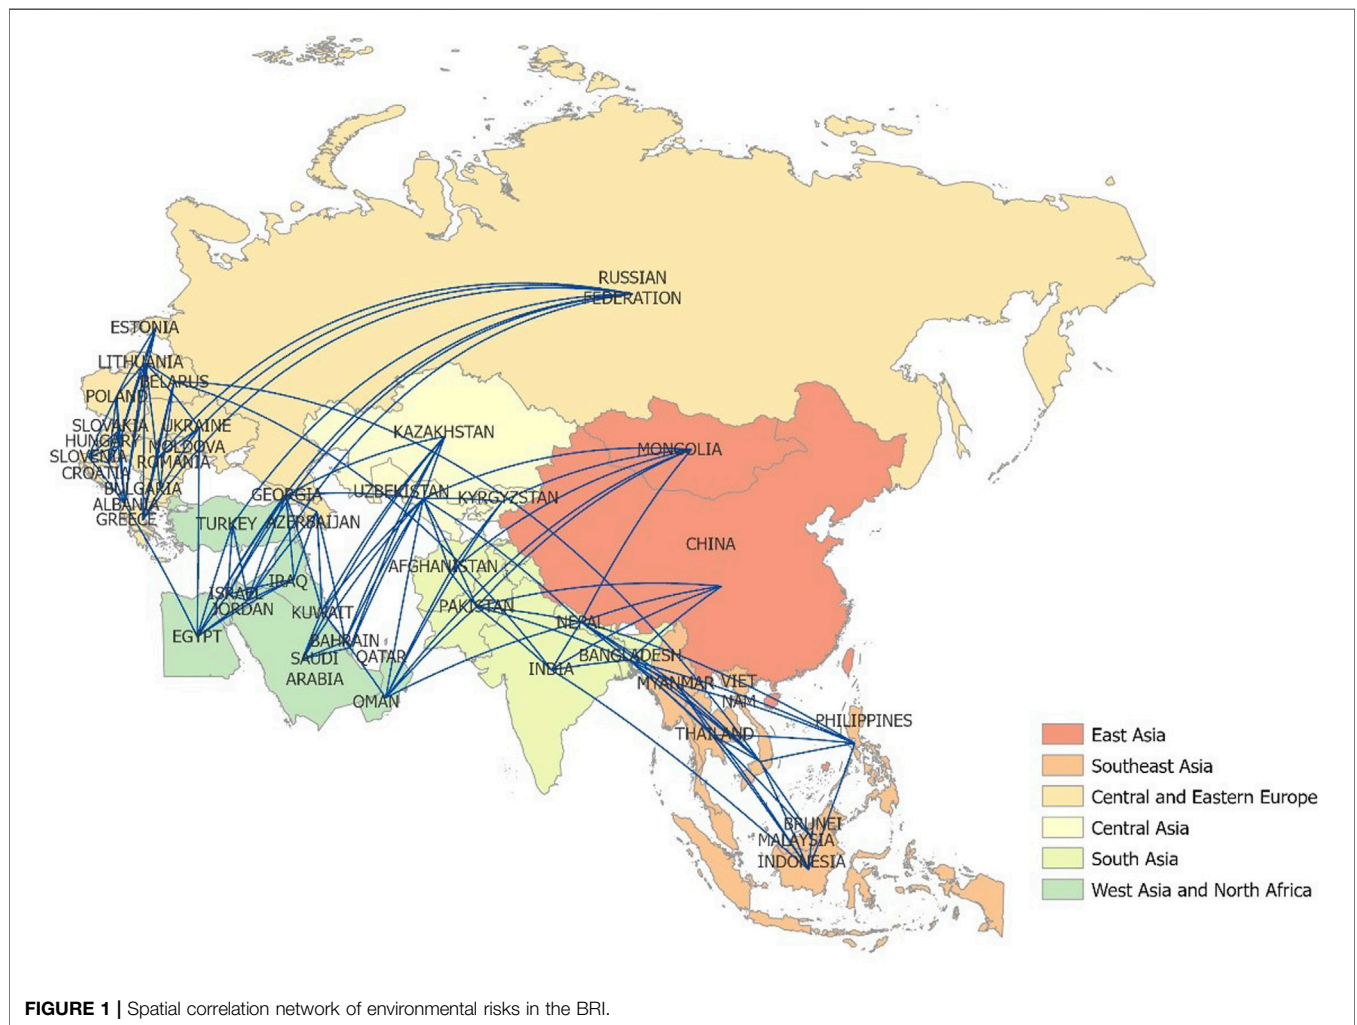 RUSSIAN
FEDERATION
ESTONIA
LITHUANIA
BELARUS
POLAND
SLOVAKIA
UKRAINE
HUNGARY
MOLDOVA
SLOVENIA
ROMANIA
CROATIA
BULGARIA
ALBANIA
GREECE
KAZAKHSTAN
MONGOLIA
GEORGIA
UZBEKISTAN
KYRGYZSTAN
TURKEY
AZERBAIJAN
CHINA
AFGHANISTAN
IRAQ
ISRAEL
JORDAN
KUWAIT
PAKISTAN
NEPAL
EGYPT
BAHRAIN
SAUDI
ARABIA
QATAR
OMAN
INDIA
BANGLADESH
MYANMAR
VIET
NAM
THAILAND
PHILIPPINES
BRUNEI
MALAYSIA
INDONESIA
East Asia
Southeast Asia
Central and Eastern Europe
Central Asia
South Asia
West Asia and North Africa
FIGURE 1 | Spatial correlation network of environmental risks in the BRI.